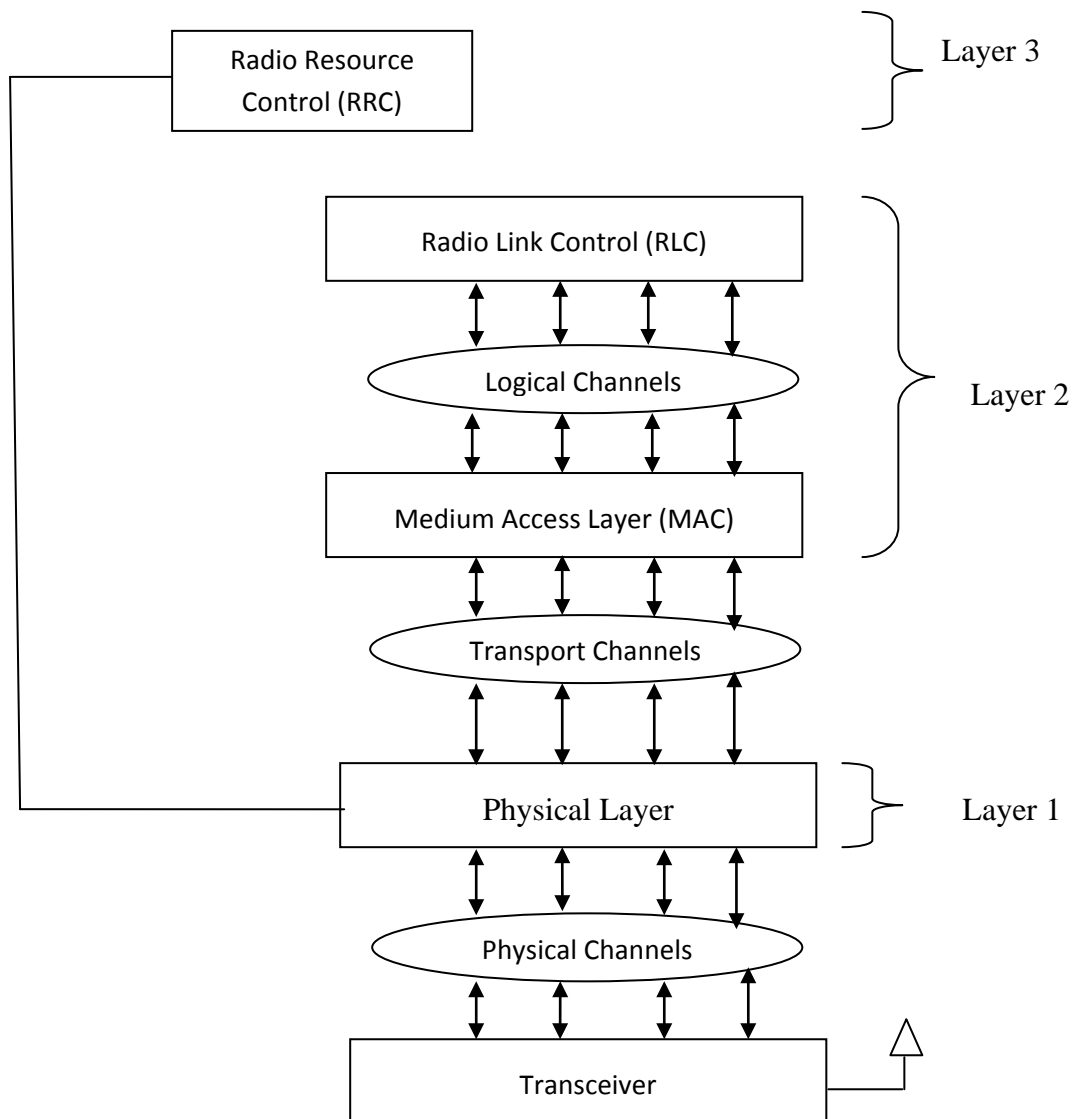 Radio Resource
Control (RRC)
Layer 3
Radio Link Control (RLC)
Logical Channels
Layer 2
Medium Access Layer (MAC)
Transport Channels
Physical Layer
Layer 1
Physical Channels
Transceiver